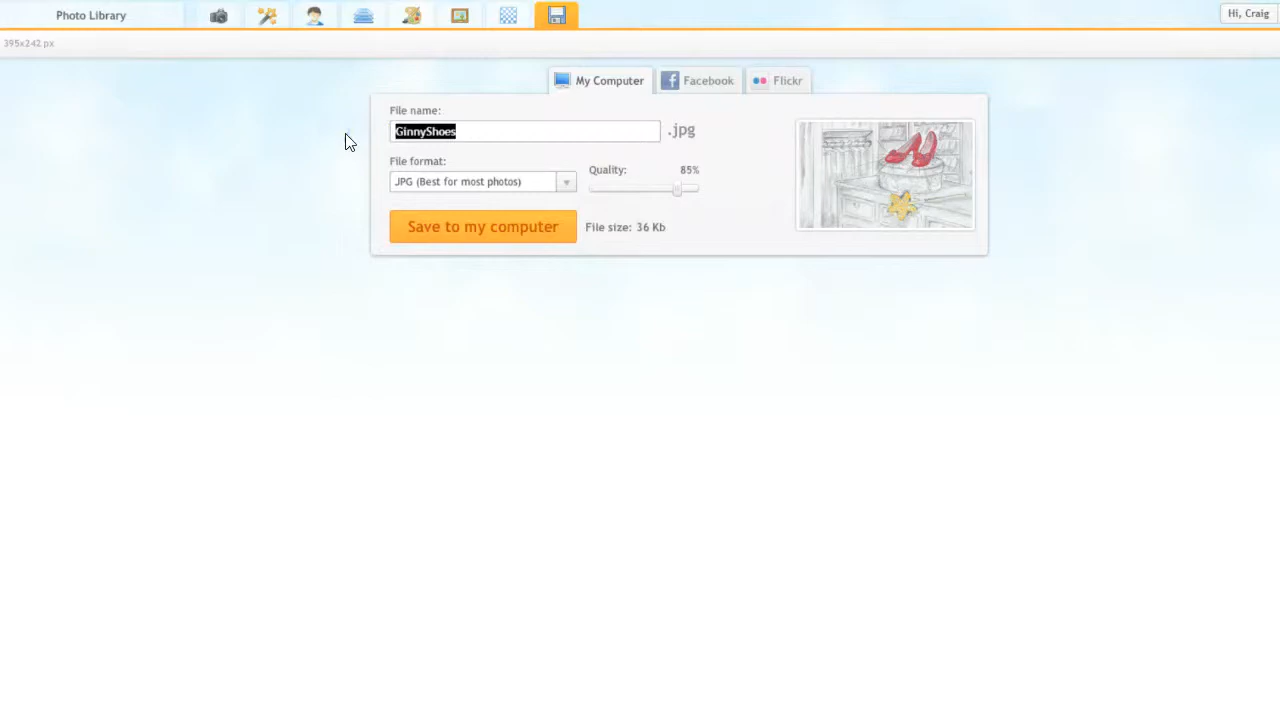 Photo Library
Hi, Craig
395x242 px
My Computer
Facebook
Flickr
File name:
GinnyShoes
.jpg
File format:
Quality:
85%
JPG (Best for most photos)
Save to my computer
File size: 36 Kb